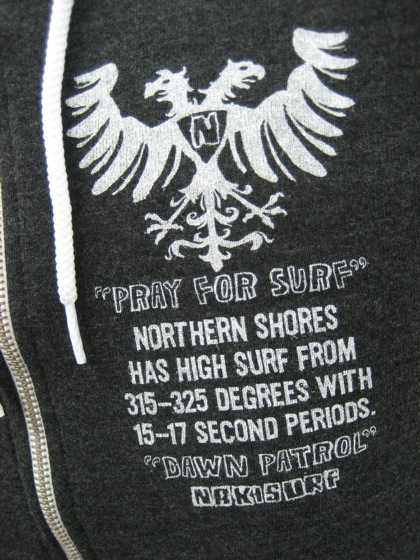 N
"PRAY FOR SURF"
NORTHERN SHORES
HAS HIGH SURF FROM
315-325 DEGREES WITH
15-17 SECOND PERIODS.
"DAWN PATROL"
NAKISURF